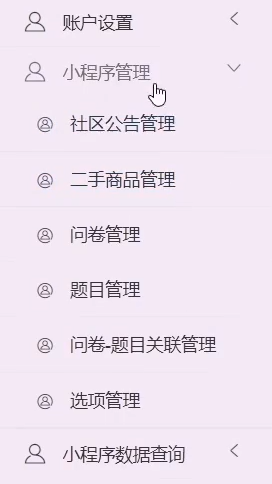 账户设置
小程序管理
社区公告管理
二手商品管理
问卷管理
题目管理
问卷-题目关联管理
选项管理
小程序数据查询